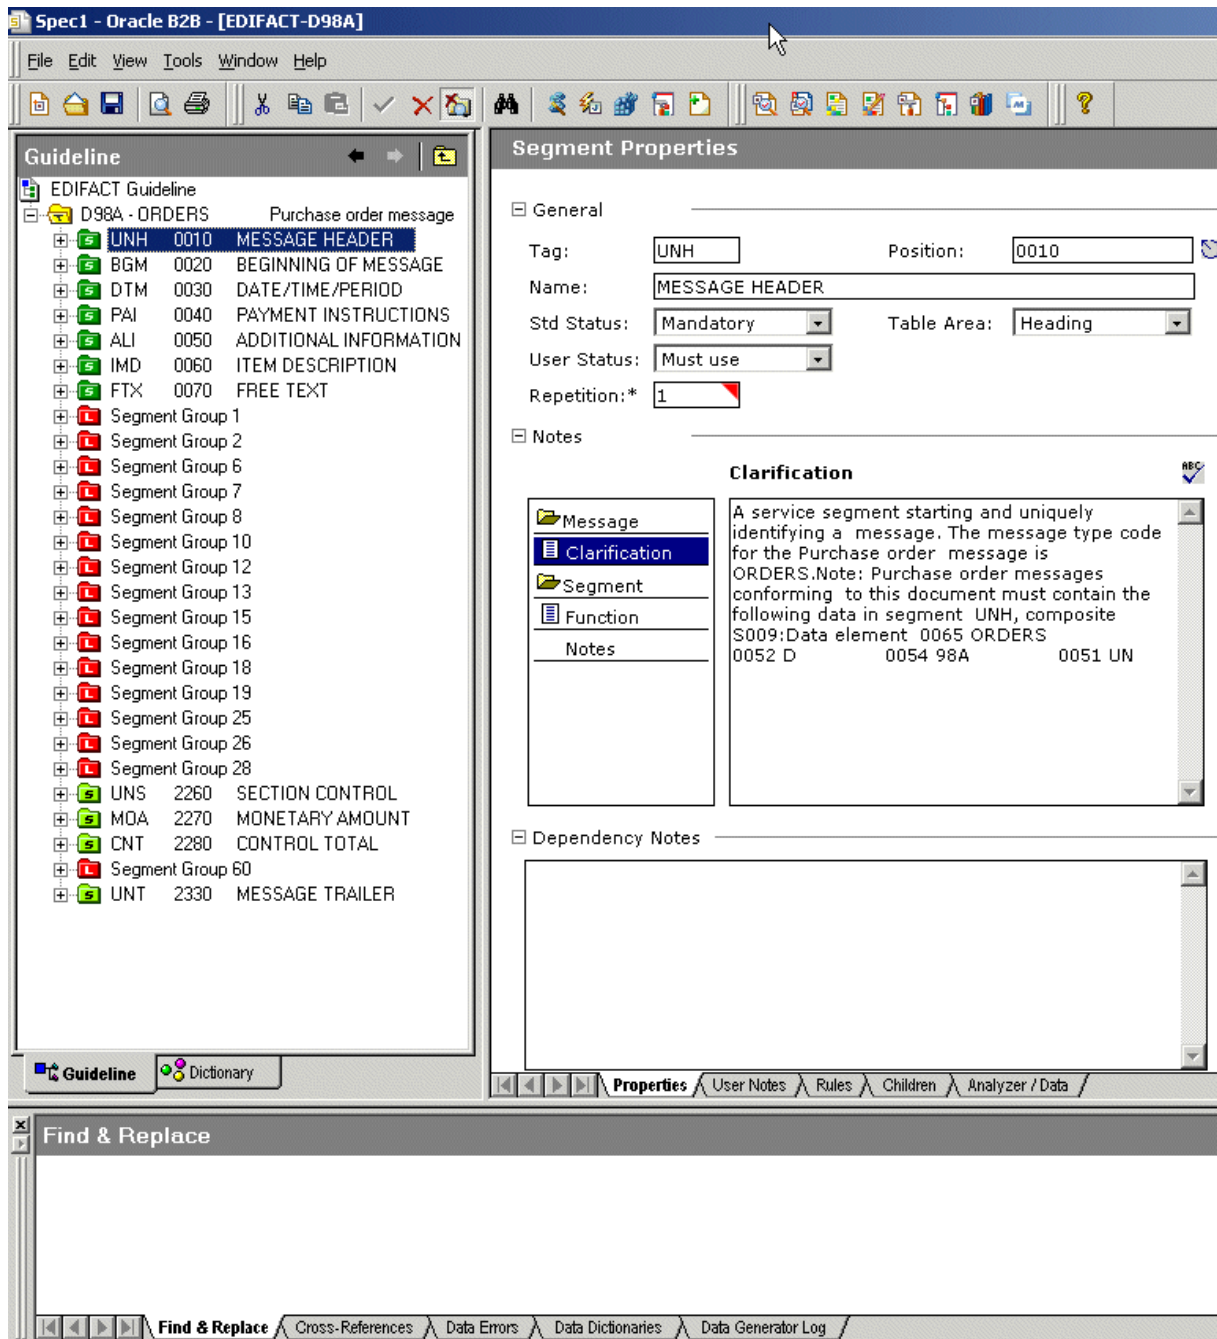 Spec1 - Oracle B2B - [EDIFACT-D98A]
File Edit View Tools Window Help
Guideline
EDIFACT Guideline
D98A - ORDERS Purchase order message
UNH 0010 MESSAGE HEADER
BGM 0020 BEGINNING OF MESSAGE
DTM 0030 DATE/TIME/PERIOD
PAI 0040 PAYMENT INSTRUCTIONS
ALI 0050 ADDITIONAL INFORMATION
IMD 0060 ITEM DESCRIPTION
FTX 0070 FREE TEXT
Segment Group 1
Segment Group 2
Segment Group 6
Segment Group 7
Segment Group 8
Segment Group 10
Segment Group 12
Segment Group 13
Segment Group 15
Segment Group 16
Segment Group 18
Segment Group 19
Segment Group 25
Segment Group 26
Segment Group 28
UNS 2260 SECTION CONTROL
MOA 2270 MONETARY AMOUNT
CNT 2280 CONTROL TOTAL
Segment Group 60
UNT 2330 MESSAGE TRAILER
Guideline Dictionary
Segment Properties
General
Tag: UNH Position: 0010
Name: MESSAGE HEADER
Std Status: Mandatory Table Area: Heading
User Status: Must use
Repetition:* 1
Notes
Clarification
ABC
Message
Clarification
Segment
Function
Notes
A service segment starting and uniquely
identifying a message. The message type code
for the Purchase order message is
ORDERS.Note: Purchase order messages
conforming to this document must contain the
following data in segment UNH, composite
S009:Data element 0065 ORDERS
0052 D 0054 98A 0051 UN
Dependency Notes
Properties User Notes Rules Children Analyzer / Data
Find & Replace
Find & Replace Cross-References Data Errors Data Dictionaries Data Generator Log